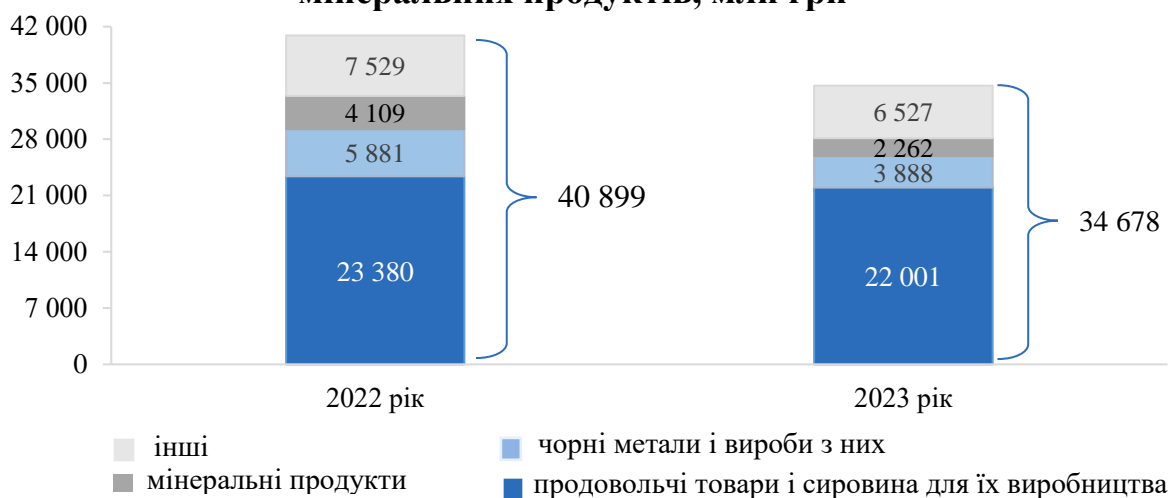 мінеральних продуктів, млн грн
42 000
35 000
28 000
21 000
14 000
7 000
0
7 529
4 109
5 881
23 380
40 899
6 527
2 262
3 888
22 001
34 678
2022 рік
2023 рік
інші
чорні метали і вироби з них
мінеральні продукти
продовольчі товари і сировина для їх виробництва